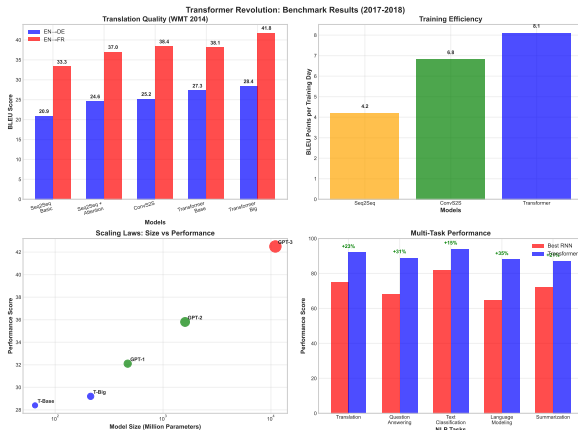 Transformer Revolution: Benchmark Results (2017-2018)
Translation Quality (WMT 2014)
EN→DE
EN→FR
BLEU Score
45
40
35
30
25
20
15
10
5
0
20.9
33.3
24.6
37.0
25.2
38.4
27.3
38.1
28.4
41.8
Seq2Seq
Basic
Seq2Seq +
Attention
ConvS2S
Transformer
Base
Transformer
Big
Models
Training Efficiency
BLEU Points per Training Day
8
7
6
5
4
3
2
1
0
4.2
6.8
8.1
Seq2Seq
ConvS2S
Transformer
Models
Scaling Laws: Size vs Performance
Performance Score
42
40
38
36
34
32
30
28
GPT-3
GPT-2
GPT-1
T-Big
T-Base
10²
10³
Model Size (Million Parameters)
Multi-Task Performance
Best RNN
Transformer
Performance Score
100
80
60
40
20
0
+23%
+31%
+15%
+35%
Translation
Question
Answering
Text
Classification
Language
Modeling
Summarization
NLP Tasks